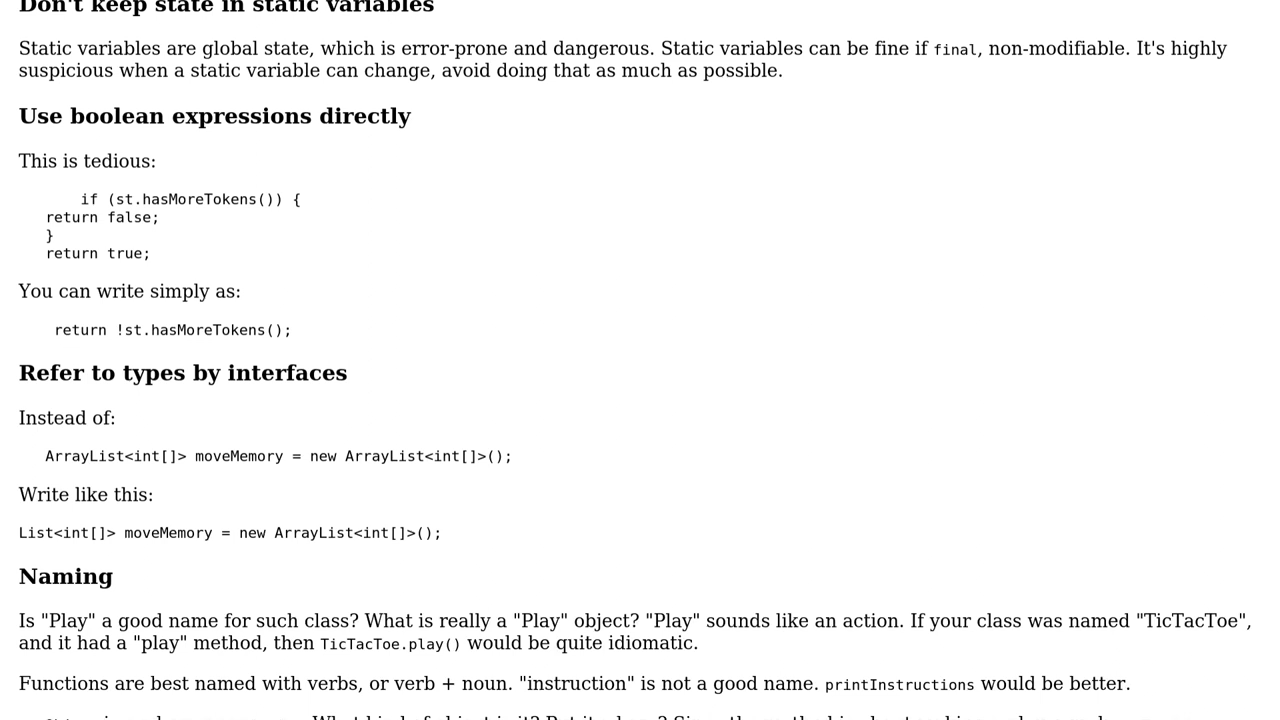 Don't keep state in static variables
Static variables are global state, which is error-prone and dangerous. Static variables can be fine if final, non-modifiable. It's highly
suspicious when a static variable can change, avoid doing that as much as possible.
Use boolean expressions directly
This is tedious:
if (st.hasMoreTokens()) {
return false;
}
return true;
You can write simply as:
return !st.hasMoreTokens();
Refer to types by interfaces
Instead of:
ArrayList<int[]> moveMemory = new ArrayList<int[]>();
Write like this:
List<int[]> moveMemory = new ArrayList<int[]>();
Naming
Is "Play" a good name for such class? What is really a "Play" object? "Play" sounds like an action. If your class was named "TicTacToe",
and it had a "play" method, then TicTacToe.play() would be quite idiomatic.
Functions are best named with verbs, or verb + noun. "instruction" is not a good name. printInstructions would be better.